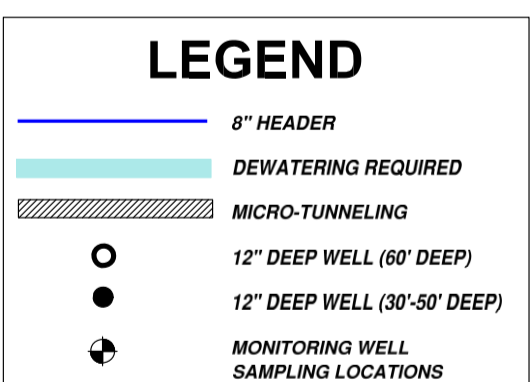 LEGEND
8" HEADER
DEWATERING REQUIRED
MICRO-TUNNELING
12" DEEP WELL (60' DEEP)
12" DEEP WELL (30'-50' DEEP)
MONITORING WELL
SAMPLING LOCATIONS